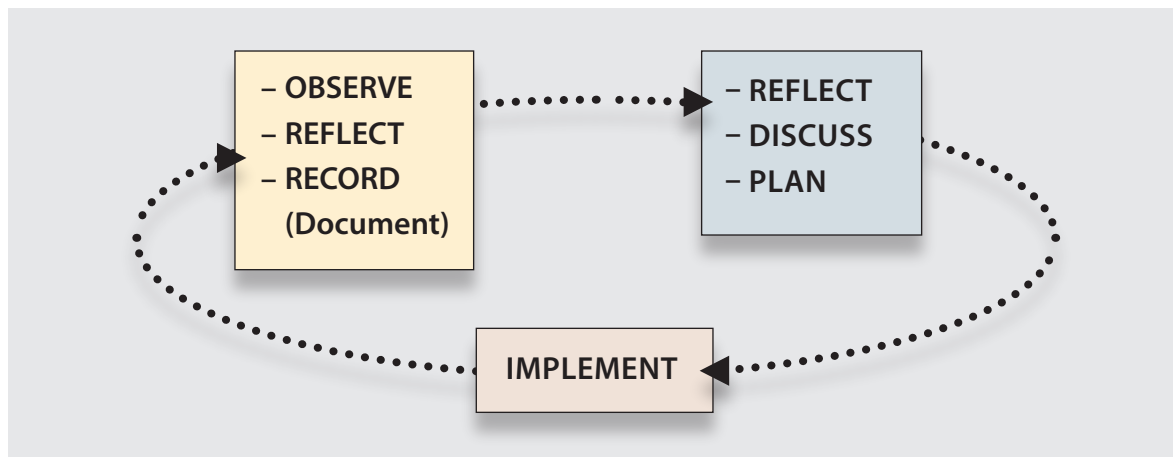 – OBSERVE
– REFLECT
– RECORD
(Document)
– REFLECT
– DISCUSS
– PLAN
IMPLEMENT